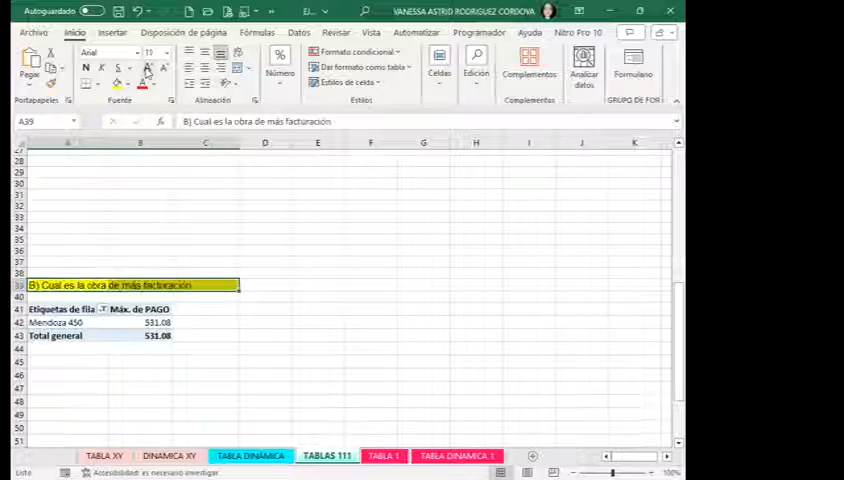 Autoguardado EJ... VANESSA ASTRID RODRIGUEZ CORDOVA
Archivo Inicio Insertar Disposición de página Fórmulas Datos Revisar Vista Automatizar Programador Ayuda Nitro Pro 10
Arial 11
N K S
Pegar
Número
Formato condicional
Dar formato como tabla
Estilos de celda
Celdas Edición Complementos Analizar datos Formulario
Portapapeles Fuente Alineación Estilos Complementos GRUPO DE FOR
A39 fx B) Cual es la obra de más facturación
A B C D E F G H I J K
27
28
29
30
31
32
33
34
35
36
37
38
39 B) Cual es la obra de más facturación
40
41 Etiquetas de fila Máx. de PAGO
42 Mendoza 450 531.08
43 Total general 531.08
44
45
46
47
48
49
50
51
TABLA XY DINAMICA XY TABLA DINÁMICA TABLAS 111 TABLA 1 TABLA DINAMICA 1
Listo Accesibilidad: es necesario investigar 100%